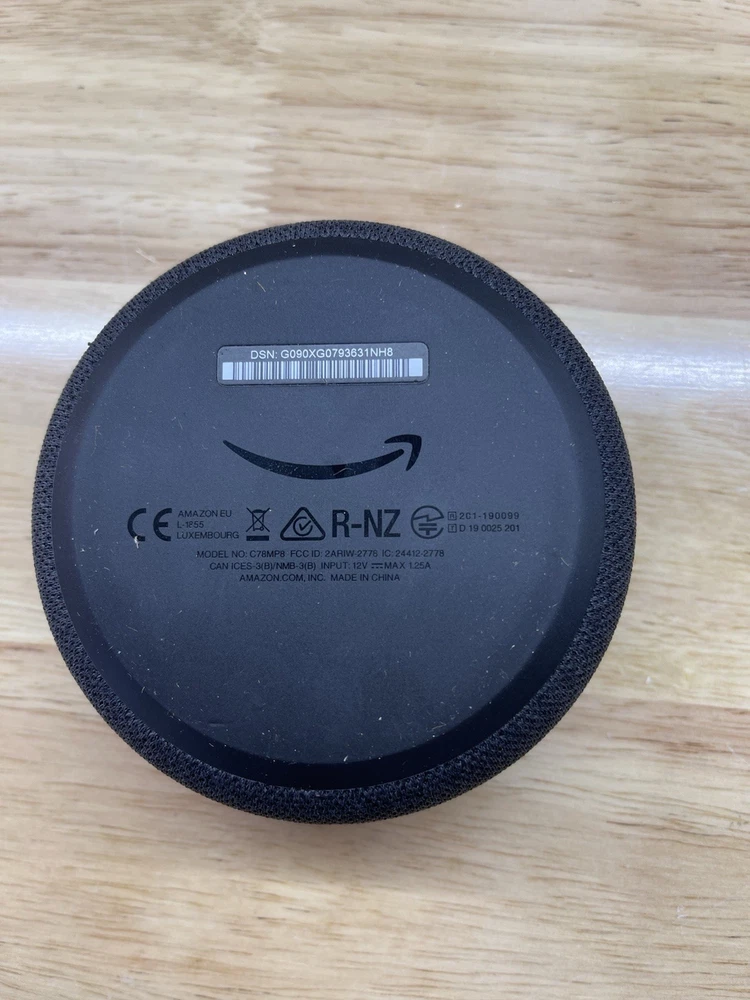 DSN: G090XG0793631NH8
CE
AMAZON EU
L-1855
LUXEMBOURG
R-NZ
R 201-190099
T D 19 0025 201
MODEL NO: C78MP8 FCC ID: 2ARIW-2778 IC: 24412-2778
CAN ICES-3(B)/NMB-3(B) INPUT: 12V ⎓ MAX 1.25A
AMAZON.COM, INC. MADE IN CHINA